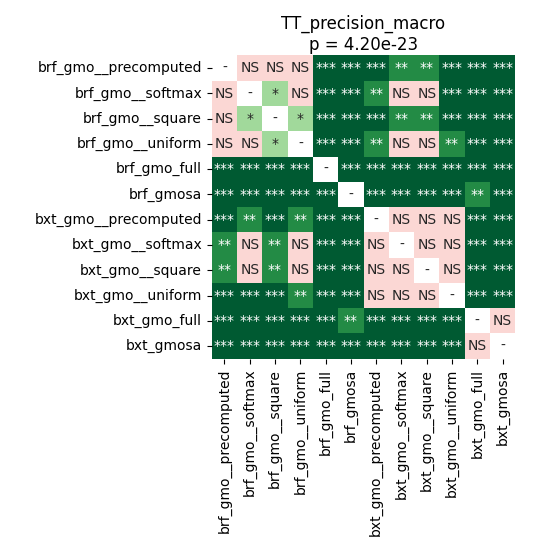 TT_precision_macro
p = 4.20e-23
brf_gmo__precomputed - NS NS NS *** *** *** ** ** *** *** ***
brf_gmo__softmax NS - * NS *** *** ** NS NS *** *** ***
brf_gmo__square NS * - * *** *** *** ** ** *** *** ***
brf_gmo__uniform NS NS * - *** *** ** NS NS ** *** ***
brf_gmo_full *** *** *** *** - *** *** *** *** *** *** ***
brf_gmosa *** *** *** *** *** - *** *** *** *** ** ***
bxt_gmo__precomputed *** ** *** ** *** *** - NS NS NS *** ***
bxt_gmo__softmax ** NS ** NS *** *** NS - NS NS *** ***
bxt_gmo__square ** NS ** NS *** *** NS NS - NS *** ***
bxt_gmo__uniform *** *** *** ** *** *** NS NS NS - *** ***
bxt_gmo_full *** *** *** *** *** ** *** *** *** *** - NS
bxt_gmosa *** *** *** *** *** *** *** *** *** *** NS -
brf_gmo__precomputed
brf_gmo__softmax
brf_gmo__square
brf_gmo__uniform
brf_gmo_full
brf_gmosa
bxt_gmo__precomputed
bxt_gmo__softmax
bxt_gmo__square
bxt_gmo__uniform
bxt_gmo_full
bxt_gmosa